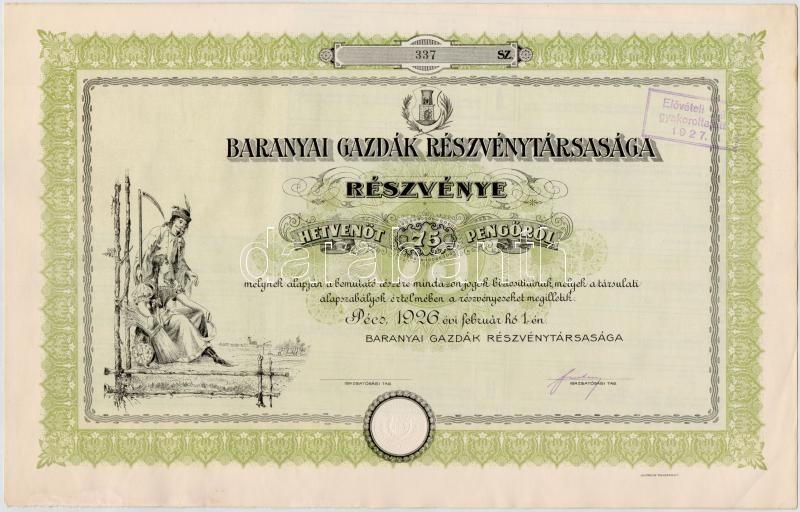 337 SZ.
Elővételi
gyakoroltatott
1927.
BARANYAI GAZDÁK RÉSZVÉNYTÁRSASÁGA
RÉSZVÉNYE
HETVENÖT 75 PENGŐRŐL
darabanth
melynek alapján a bemutató részére mindazon jogok biztosíttatnak, melyek a társulati
alapszabályok értelmében a részvényeseket megilletik.
Pécs, 1926 évi február hó 1.-én.
BARANYAI GAZDÁK RÉSZVÉNYTÁRSASÁGA
IGAZGATÓSÁGI TAG. IGAZGATÓSÁGI TAG.